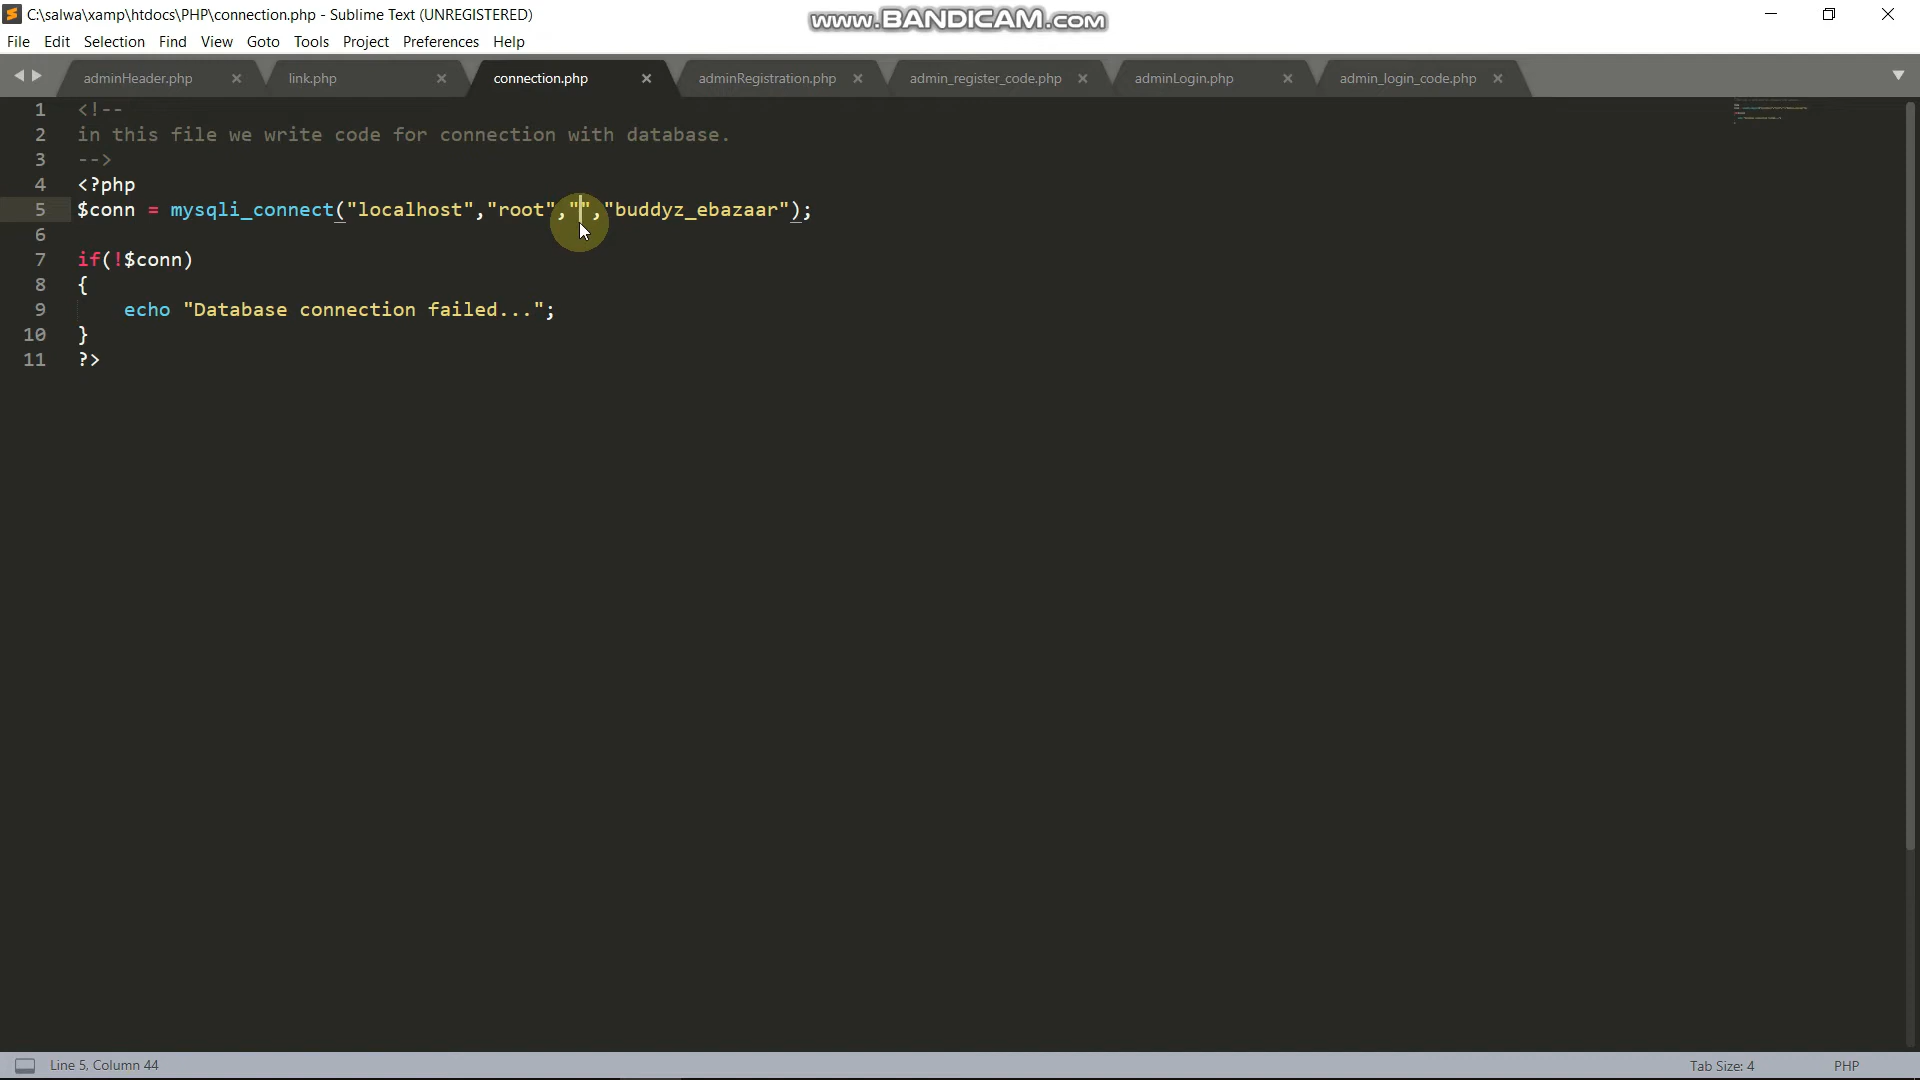 C:\salwa\xamp\htdocs\PHP\connection.php - Sublime Text (UNREGISTERED)
www.BANDICAM.com
File Edit Selection Find View Goto Tools Project Preferences Help
adminHeader.php link.php connection.php adminRegistration.php admin_register_code.php adminLogin.php admin_login_code.php
1 <!--
2 in this file we write code for connection with database.
3 -->
4 <?php
5 $conn = mysqli_connect("localhost","root","","buddyz_ebazaar");
6
7 if(!$conn)
8 {
9 echo "Database connection failed...";
10 }
11 ?>
Line 5, Column 44 Tab Size: 4 PHP